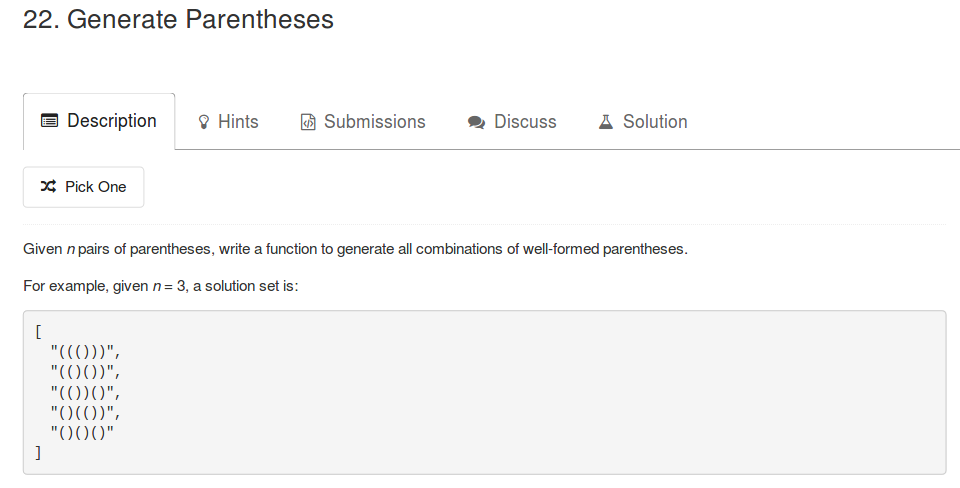 22. Generate Parentheses
Description Hints Submissions Discuss Solution
Pick One
Given n pairs of parentheses, write a function to generate all combinations of well-formed parentheses.
For example, given n = 3, a solution set is:
[
  "((()))",
  "(()())",
  "(())()",
  "()(())",
  "()()()"
]